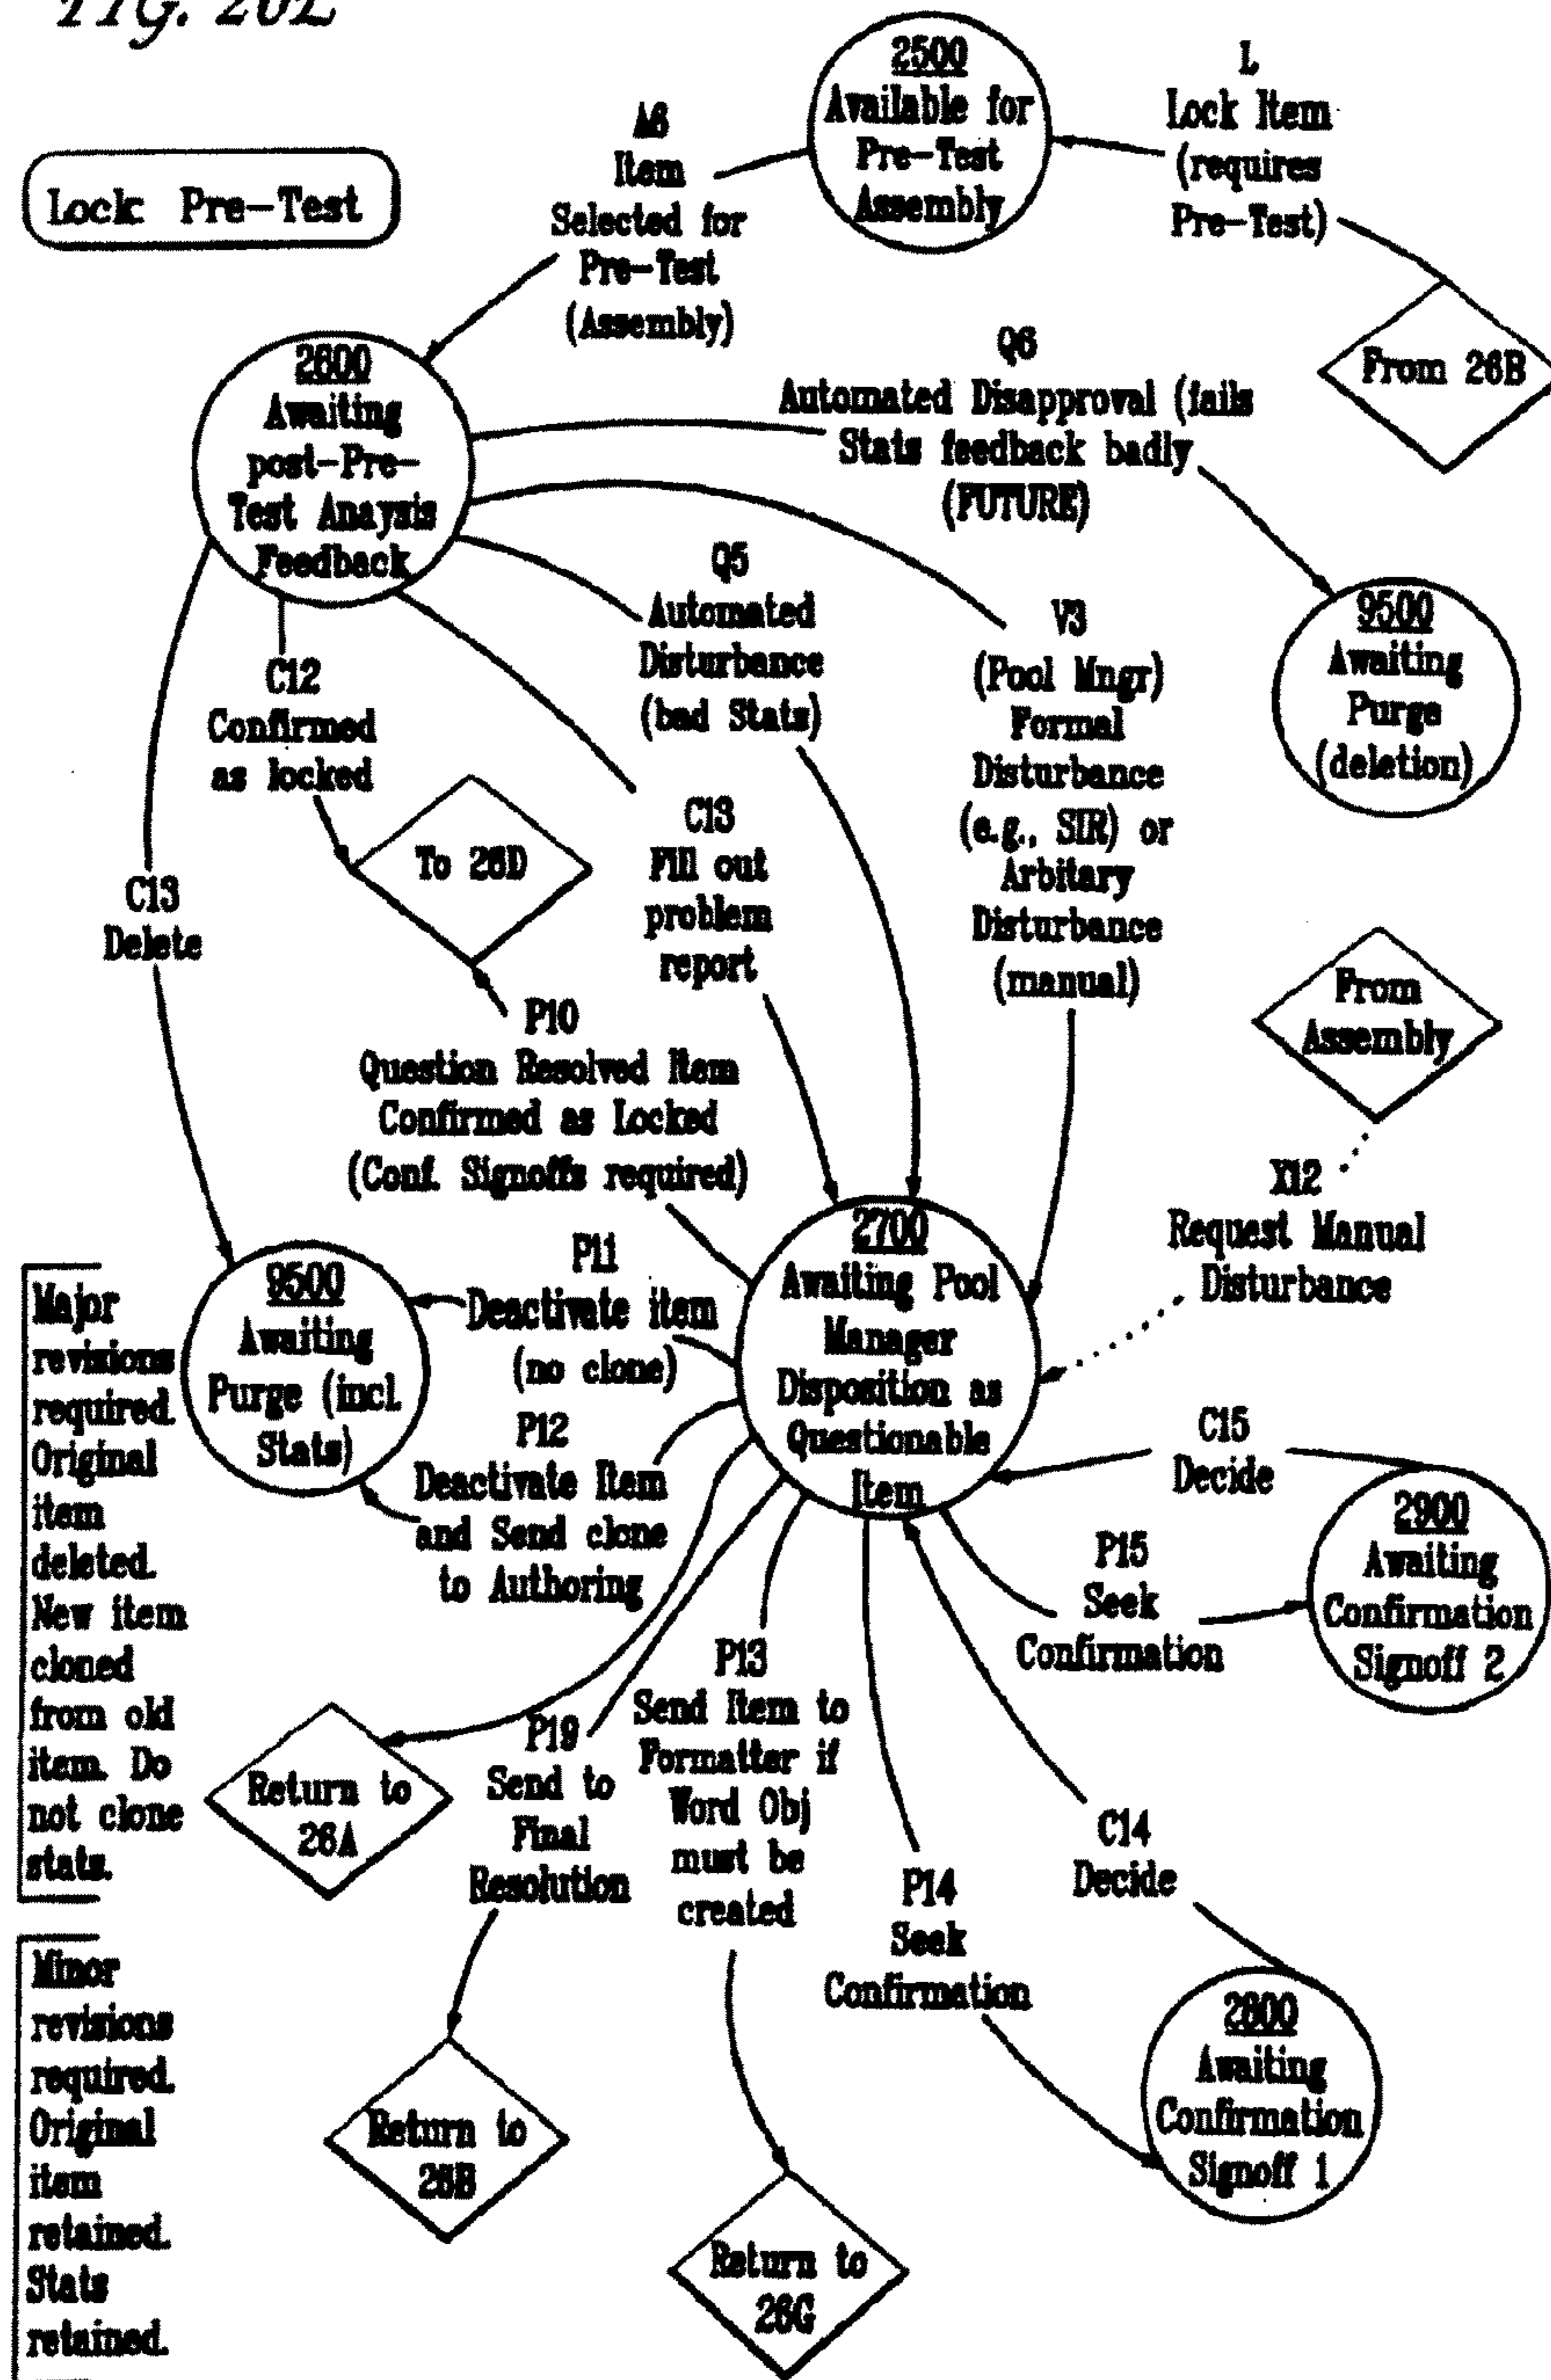 2500
Available for
Pre-Test
Assembly
L
Lock Item
(requires
Pre-Test)
A6
Item
Selected for
Pre-Test
(Assembly)
Lock Pre-Test
From 26B
2600
Awaiting
post-Pre-
Test Anaysis
Feedback
Q6
Automated Disapproval (fails
Stats feedback badly
(FUTURE)
9500
Awaiting
Purge
(deletion)
Q5
Automated
Disturbance
(bad Stats)
V3
(Pool Mngr)
Formal
Disturbance
(e.g., SIR) or
Arbitary
Disturbance
(manual)
C12
Confirmed
as locked
To 26D
C13
Fill out
problem
report
C13
Delete
From
Assembly
P10
Question Resolved Item
Confirmed as Locked
(Conf. Signoffs required)
X12
Request Manual
Disturbance
2700
Awaiting Pool
Manager
Disposition as
Questionable
Item
P11
Deactivate item
(no clone)
9500
Awaiting
Purge (incl.
Stats)
P12
Deactivate Item
and Send clone
to Authoring
C15
Decide
P15
Seek
Confirmation
2900
Awaiting
Confirmation
Signoff 2
Major
revisions
required.
Original
item
deleted.
New item
cloned
from old
item. Do
not clone
stats.
Return to
26A
P19
Send to
Final
Resolution
P13
Send Item to
Formatter if
Word Obj
must be
created
P14
Seek
Confirmation
C14
Decide
2800
Awaiting
Confirmation
Signoff 1
Minor
revisions
required.
Original
item
retained.
Stats
retained.
Return to
26B
Return to
26G